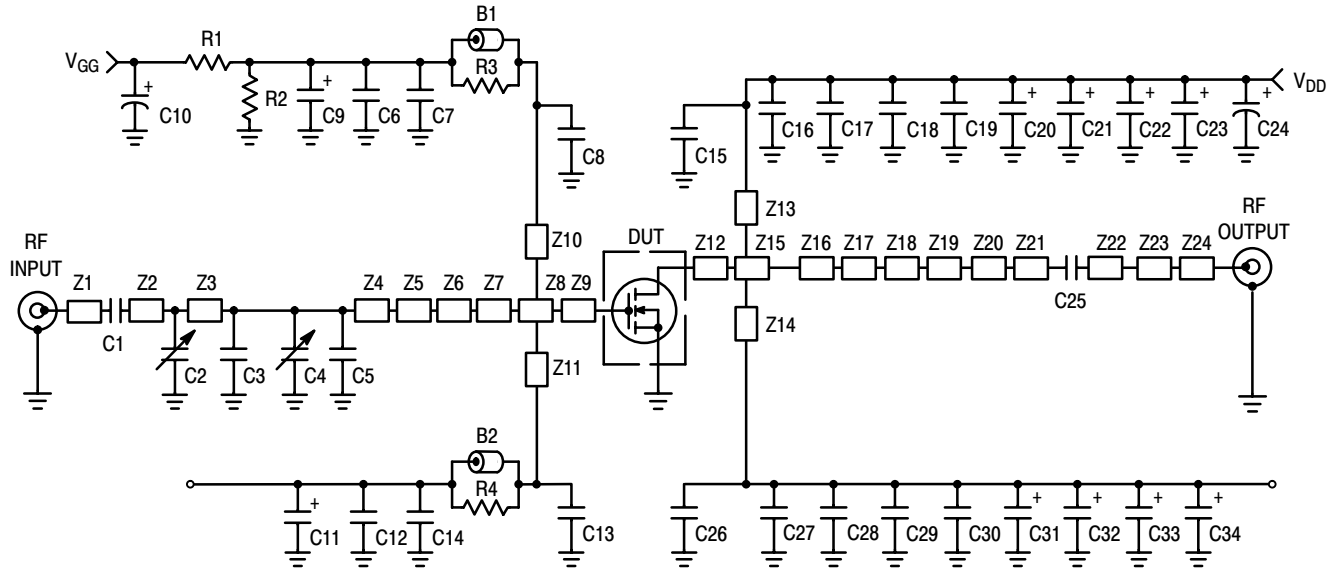 B1
R1
V_GG
R3
R2
+
C10
+
C9
C6
C7
C8
C15
V_DD
C16
C17
C18
C19
+
C20
+
C21
+
C22
+
C23
+
C24
Z13
Z10
DUT
RF
INPUT
RF
OUTPUT
Z1
Z2
Z3
Z4
Z5
Z6
Z7
Z8
Z9
Z12
Z15
Z16
Z17
Z18
Z19
Z20
Z21
Z22
Z23
Z24
C1
C25
C2
C3
C4
C5
Z11
Z14
B2
R4
+
C11
C12
C14
C13
C26
C27
C28
C29
C30
+
C31
+
C32
+
C33
+
C34